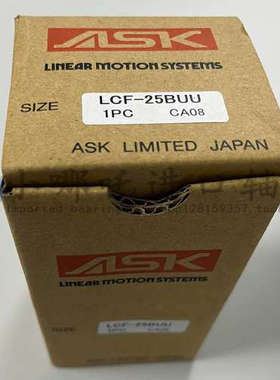 ASK
LINEAR MOTION SYSTEMS
SIZE
LCF-25BUU
1PC CA08
ASK LIMITED JAPAN
ASK
LINEAR MOTION SYSTEMS
SIZE
LCF-25BUU
1PC